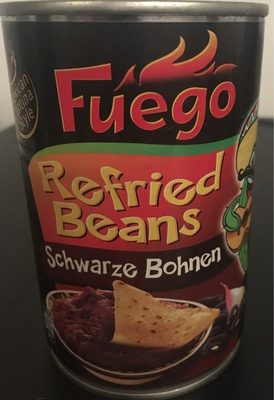 Fuego
Refried
Beans
Schwarze Bohnen